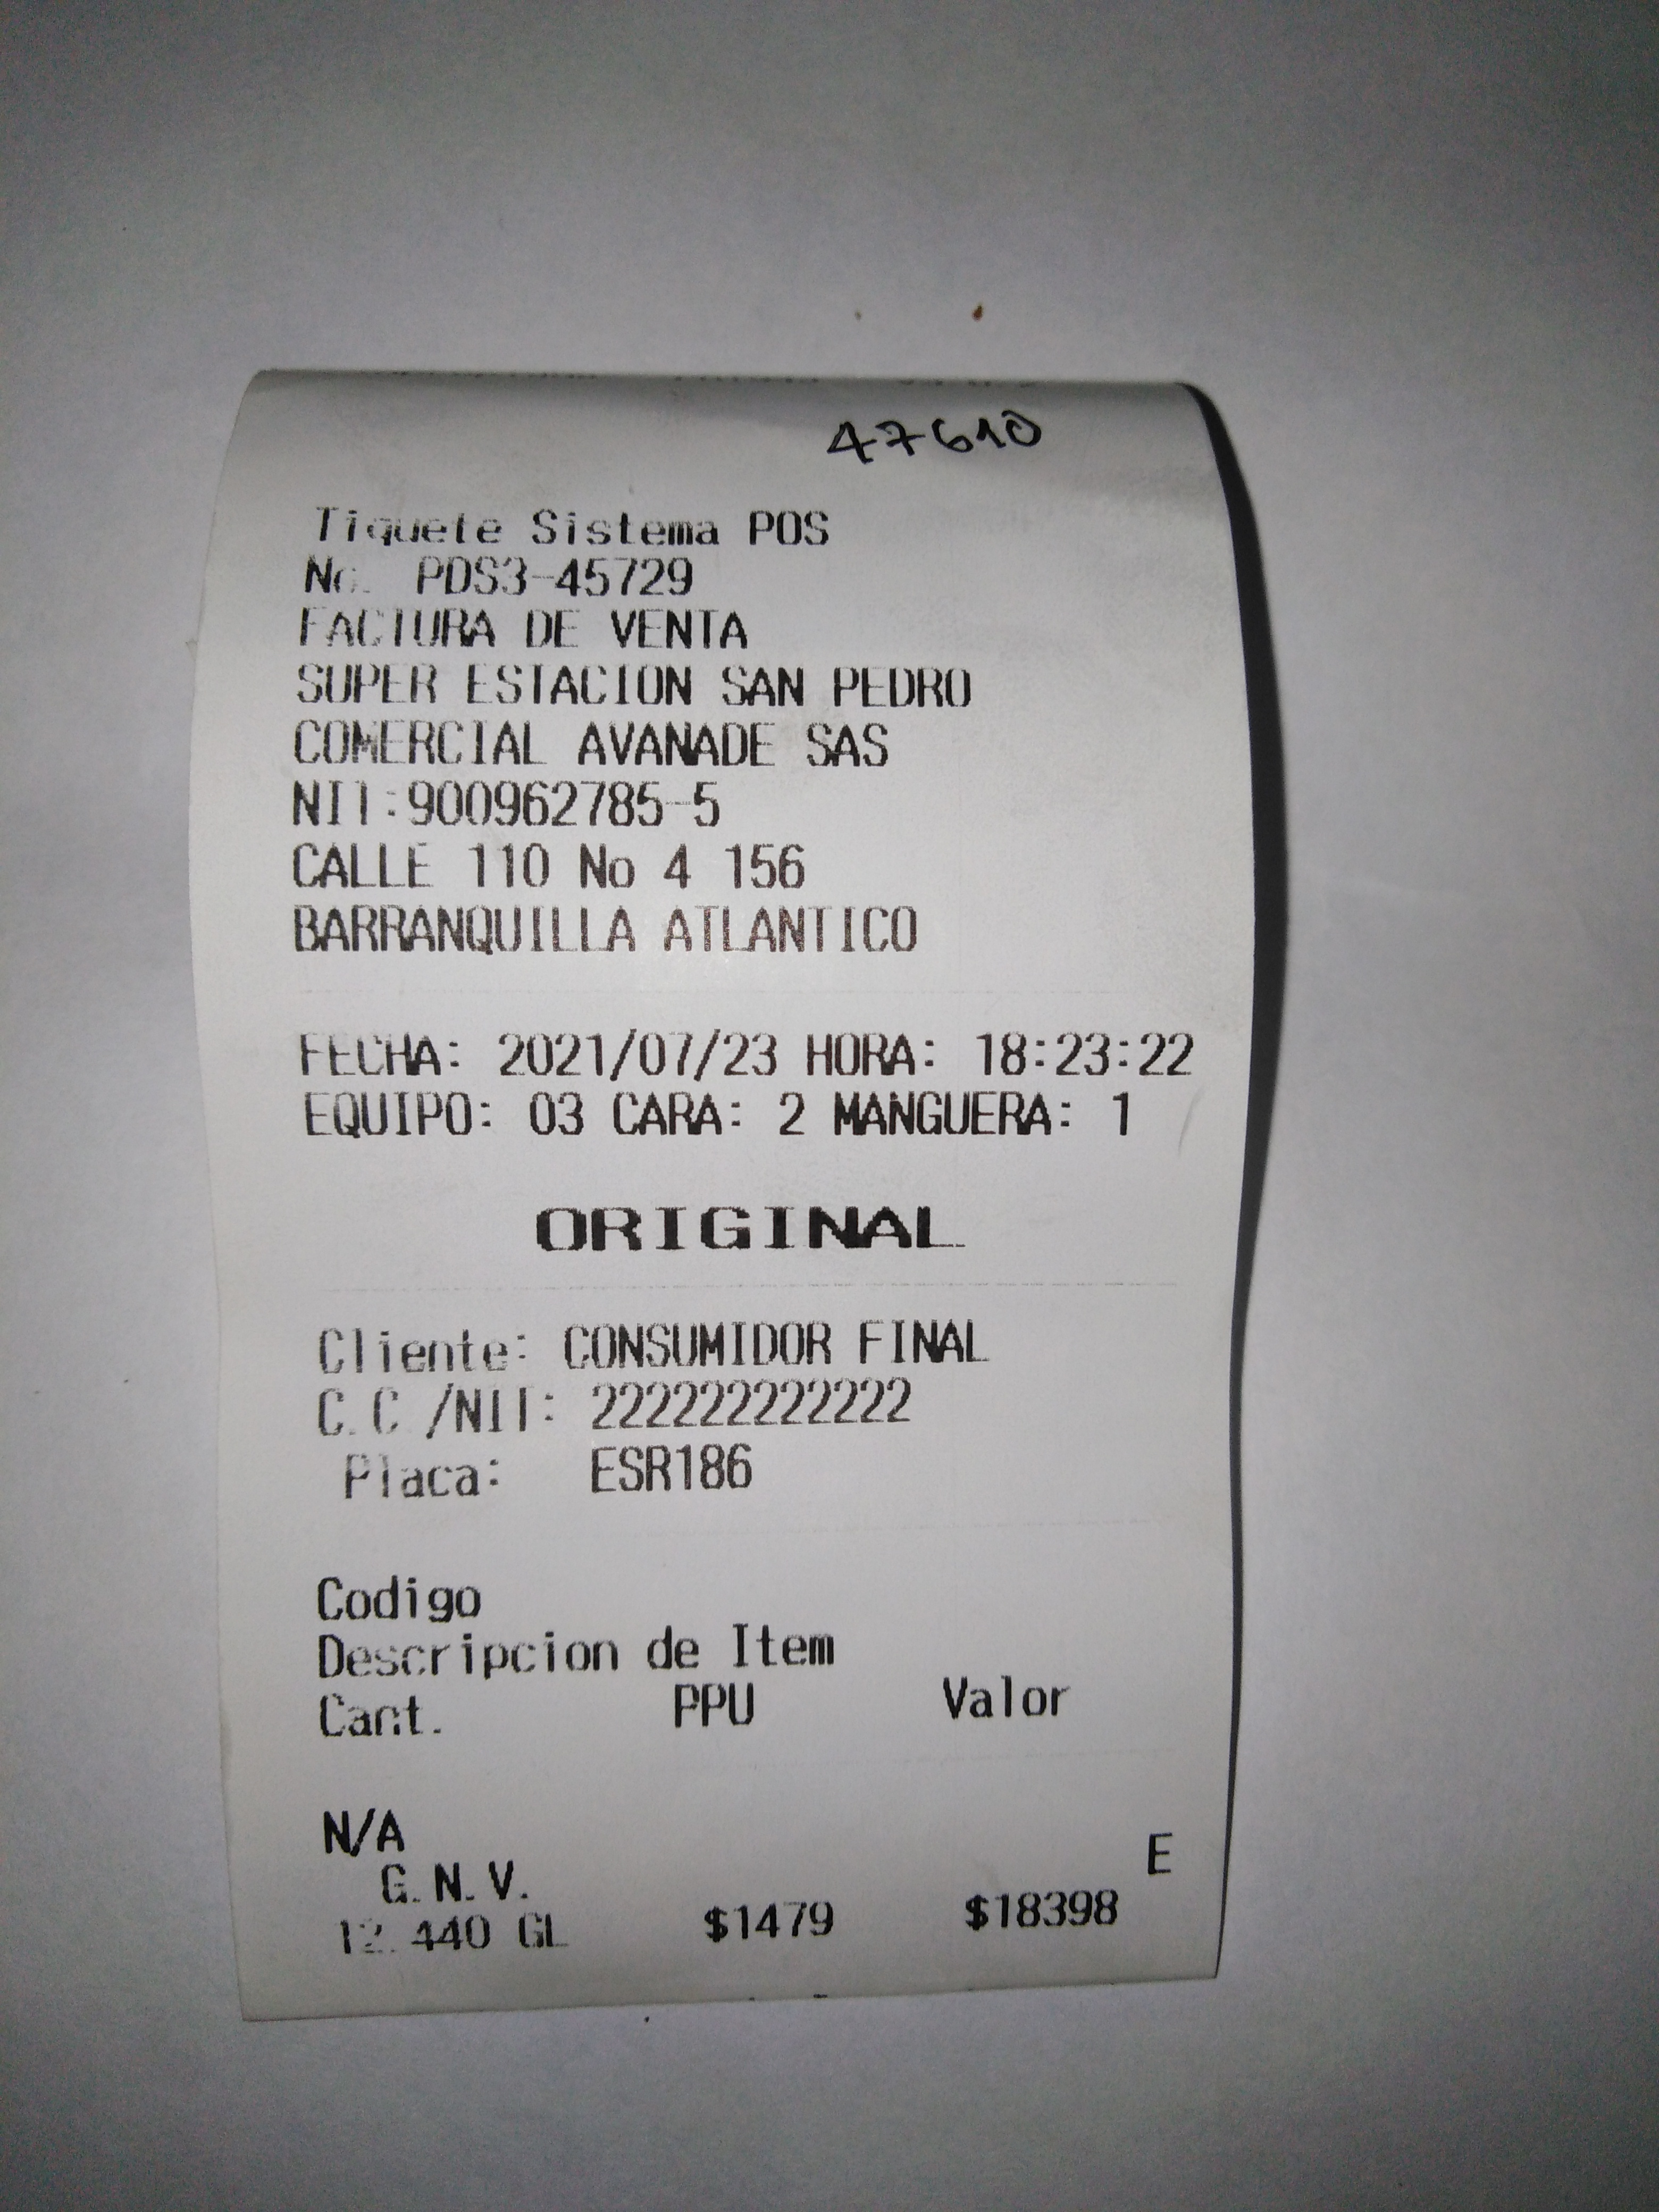 47610
Tiquete Sistema POS
No. PDS3-45729
FACTURA DE VENTA
SUPER ESTACION SAN PEDRO
COMERCIAL AVANADE SAS
NIT:900962785-5
CALLE 110 No 4 156
BARRANQUILLA ATLANTICO
FECHA: 2021/07/23 HORA: 18:23:22
EQUIPO: 03 CARA: 2 MANGUERA: 1
ORIGINAL
Cliente: CONSUMIDOR FINAL
C.C./NIT: 222222222222
Placa: ESR186
Codigo
Descripcion de Item
Cant. PPU Valor
N/A
G.N.V. E
12.440 GL $1479 $18398